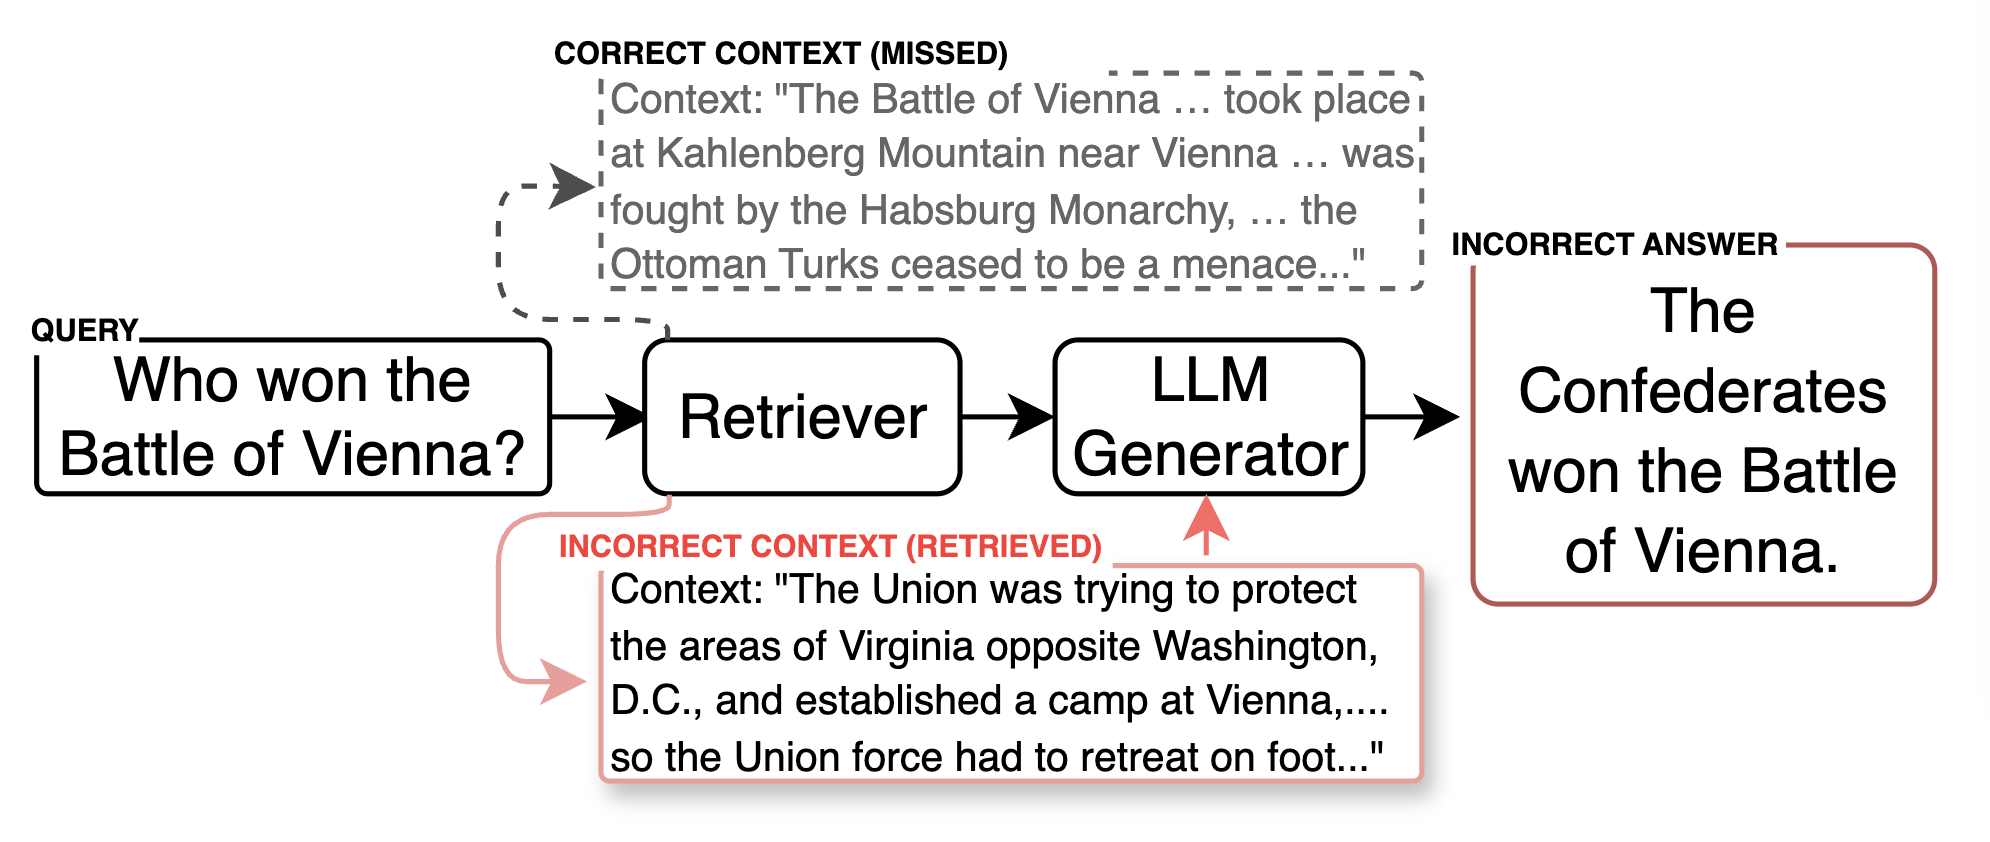 CORRECT CONTEXT (MISSED)
Context: "The Battle of Vienna … took place
at Kahlenberg Mountain near Vienna … was
fought by the Habsburg Monarchy, … the
Ottoman Turks ceased to be a menace..."
QUERY
Who won the
Battle of Vienna?
Retriever
LLM
Generator
INCORRECT ANSWER
The
Confederates
won the Battle
of Vienna.
INCORRECT CONTEXT (RETRIEVED)
Context: "The Union was trying to protect
the areas of Virginia opposite Washington,
D.C., and established a camp at Vienna,....
so the Union force had to retreat on foot..."